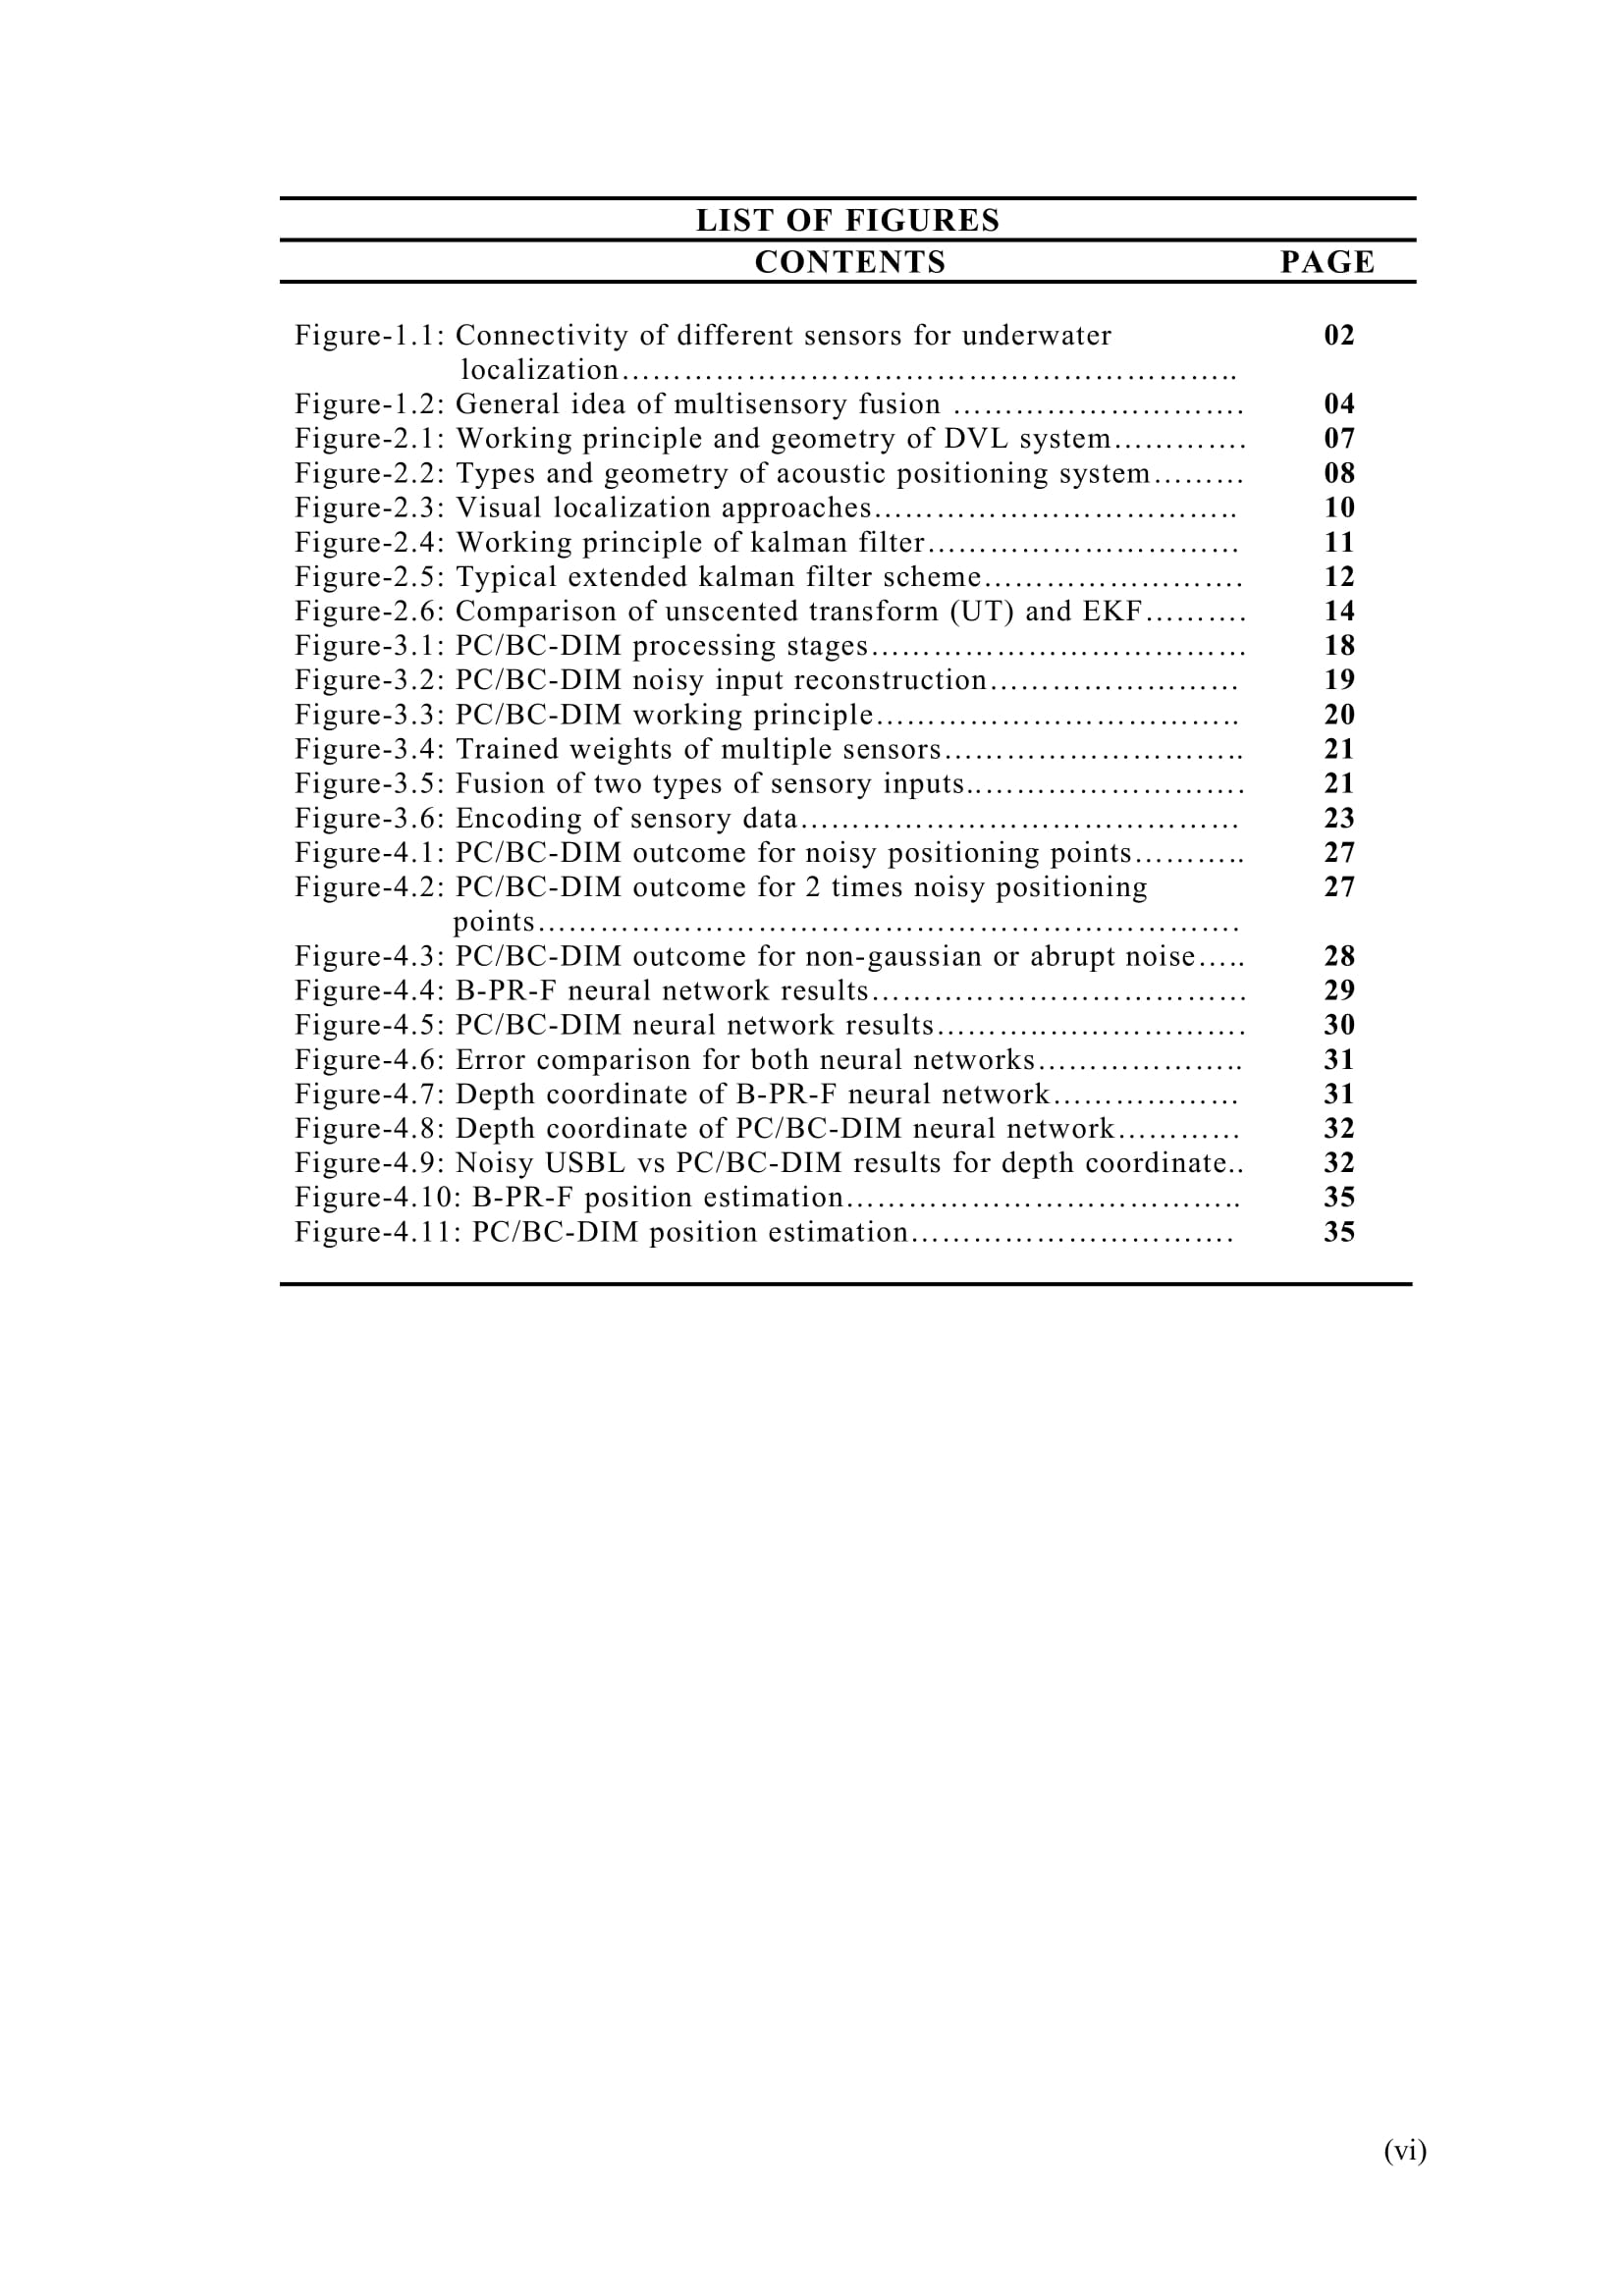 LIST OF FIGURES
CONTENTS PAGE
Figure-1.1: Connectivity of different sensors for underwater 02
localization…………………………………………………..
Figure-1.2: General idea of multisensory fusion ………………………. 04
Figure-2.1: Working principle and geometry of DVL system…………. 07
Figure-2.2: Types and geometry of acoustic positioning system……… 08
Figure-2.3: Visual localization approaches…………………………….. 10
Figure-2.4: Working principle of kalman filter………………………… 11
Figure-2.5: Typical extended kalman filter scheme……………………. 12
Figure-2.6: Comparison of unscented transform (UT) and EKF………. 14
Figure-3.1: PC/BC-DIM processing stages……………………………… 18
Figure-3.2: PC/BC-DIM noisy input reconstruction…………………… 19
Figure-3.3: PC/BC-DIM working principle…………………………….. 20
Figure-3.4: Trained weights of multiple sensors……………………….. 21
Figure-3.5: Fusion of two types of sensory inputs..……………………. 21
Figure-3.6: Encoding of sensory data…………………………………… 23
Figure-4.1: PC/BC-DIM outcome for noisy positioning points……….. 27
Figure-4.2: PC/BC-DIM outcome for 2 times noisy positioning 27
points………………………………………………………….
Figure-4.3: PC/BC-DIM outcome for non-gaussian or abrupt noise….. 28
Figure-4.4: B-PR-F neural network results……………………………… 29
Figure-4.5: PC/BC-DIM neural network results………………………… 30
Figure-4.6: Error comparison for both neural networks……………….. 31
Figure-4.7: Depth coordinate of B-PR-F neural network……………… 31
Figure-4.8: Depth coordinate of PC/BC-DIM neural network………… 32
Figure-4.9: Noisy USBL vs PC/BC-DIM results for depth coordinate.. 32
Figure-4.10: B-PR-F position estimation……………………………….. 35
Figure-4.11: PC/BC-DIM position estimation…………………………. 35
(vi)